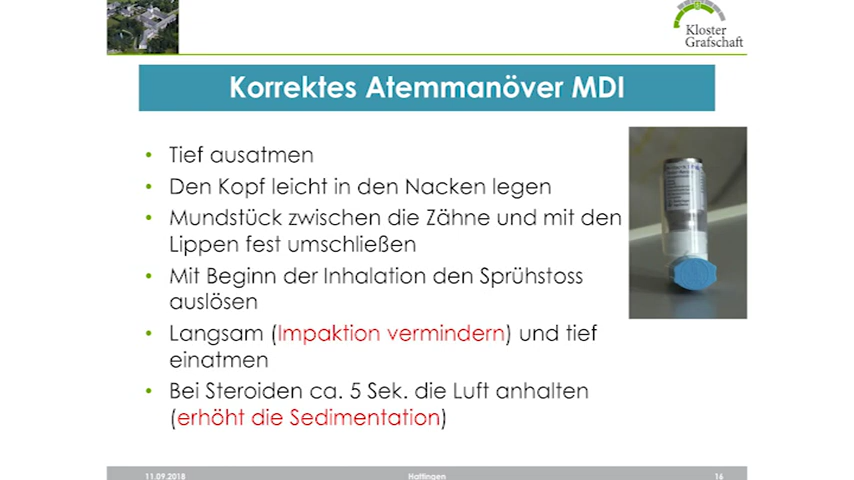 Kloster
Grafschaft
Korrektes Atemmanöver MDI
• Tief ausatmen
• Den Kopf leicht in den Nacken legen
• Mundstück zwischen die Zähne und mit den
Lippen fest umschließen
• Mit Beginn der Inhalation den Sprühstoss
auslösen
• Langsam (Impaktion vermindern) und tief
einatmen
• Bei Steroiden ca. 5 Sek. die Luft anhalten
(erhöht die Sedimentation)
11.09.2018
Hattingen
16